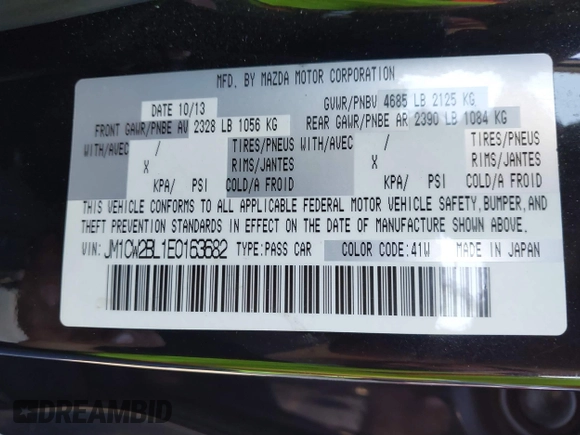 MFD. BY MAZDA MOTOR CORPORATION
DATE 10/13 GVWR/PNBV 4685 LB 2125 KG
FRONT GAWR/PNBE AV 2328 LB 1056 KG REAR GAWR/PNBE AR 2390 LB 1084 KG
WITH/AVEC / TIRES/PNEUS WITH/AVEC / TIRES/PNEUS
X RIMS/JANTES X RIMS/JANTES
KPA/ PSI COLD/A FROID KPA/ PSI COLD/A FROID
THIS VEHICLE CONFORMS TO ALL APPLICABLE FEDERAL MOTOR VEHICLE SAFETY, BUMPER, AND
THEFT PREVENTION STANDARDS IN EFFECT ON THE DATE OF MANUFACTURE SHOWN ABOVE.
VIN: JM1CW2BL1E0163682 TYPE:PASS CAR COLOR CODE:41W MADE IN JAPAN
DREAMBID